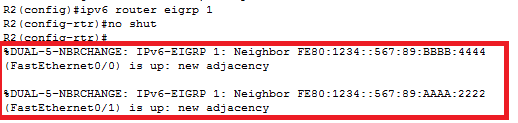 R2(config)#ipv6 router eigrp 1
R2(config-rtr)#no shut
R2(config-rtr)#
%DUAL-5-NBRCHANGE: IPv6-EIGRP 1: Neighbor FE80:1234::567:89:BBBB:4444
(FastEthernet0/0) is up: new adjacency
%DUAL-5-NBRCHANGE: IPv6-EIGRP 1: Neighbor FE80:1234::567:89:AAAA:2222
(FastEthernet0/1) is up: new adjacency